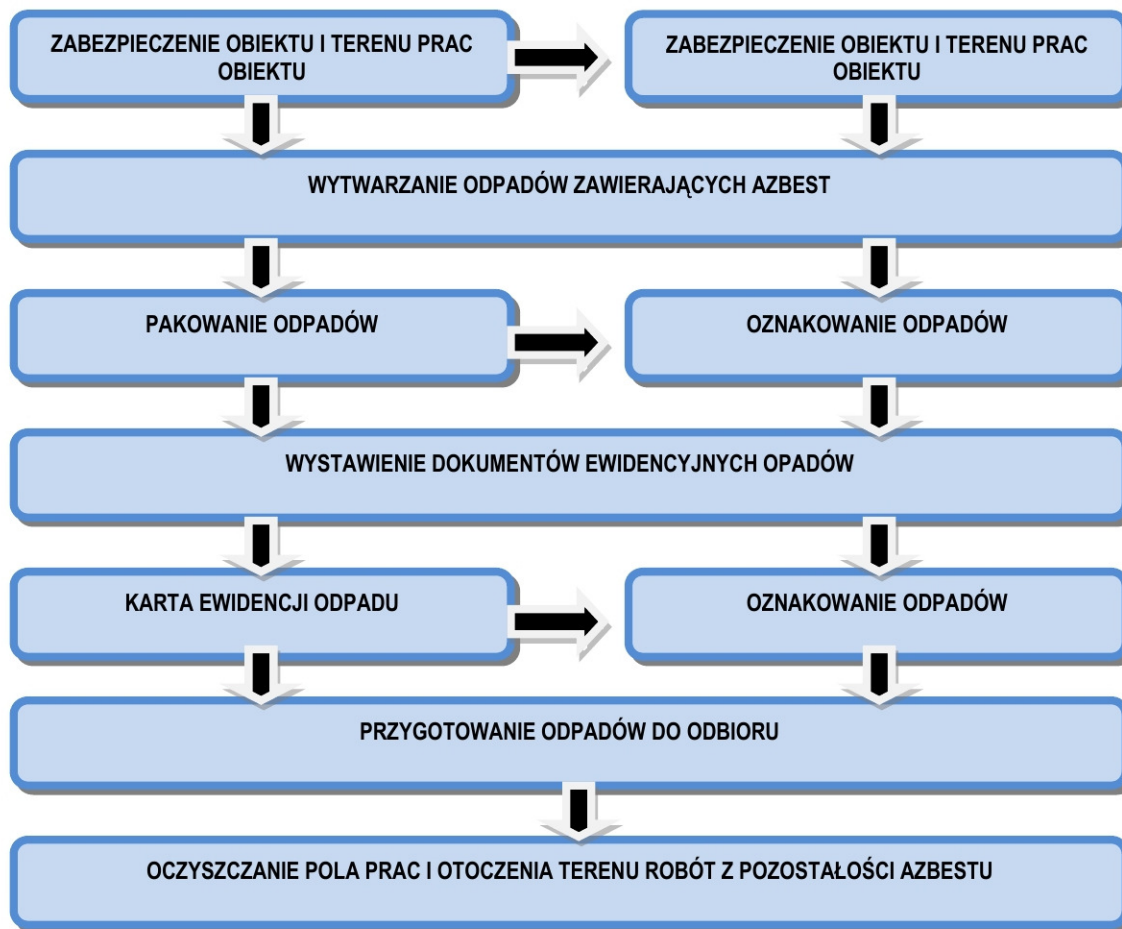 ZABEZPIECZENIE OBIEKTU I TERENU PRAC
OBIEKTU
ZABEZPIECZENIE OBIEKTU I TERENU PRAC
OBIEKTU
WYTWARZANIE ODPADÓW ZAWIERAJĄCYCH AZBEST
PAKOWANIE ODPADÓW
OZNAKOWANIE ODPADÓW
WYSTAWIENIE DOKUMENTÓW EWIDENCYJNYCH OPADÓW
KARTA EWIDENCJI ODPADU
OZNAKOWANIE ODPADÓW
PRZYGOTOWANIE ODPADÓW DO ODBIORU
OCZYSZCZANIE POLA PRAC I OTOCZENIA TERENU ROBÓT Z POZOSTAŁOŚCI AZBESTU